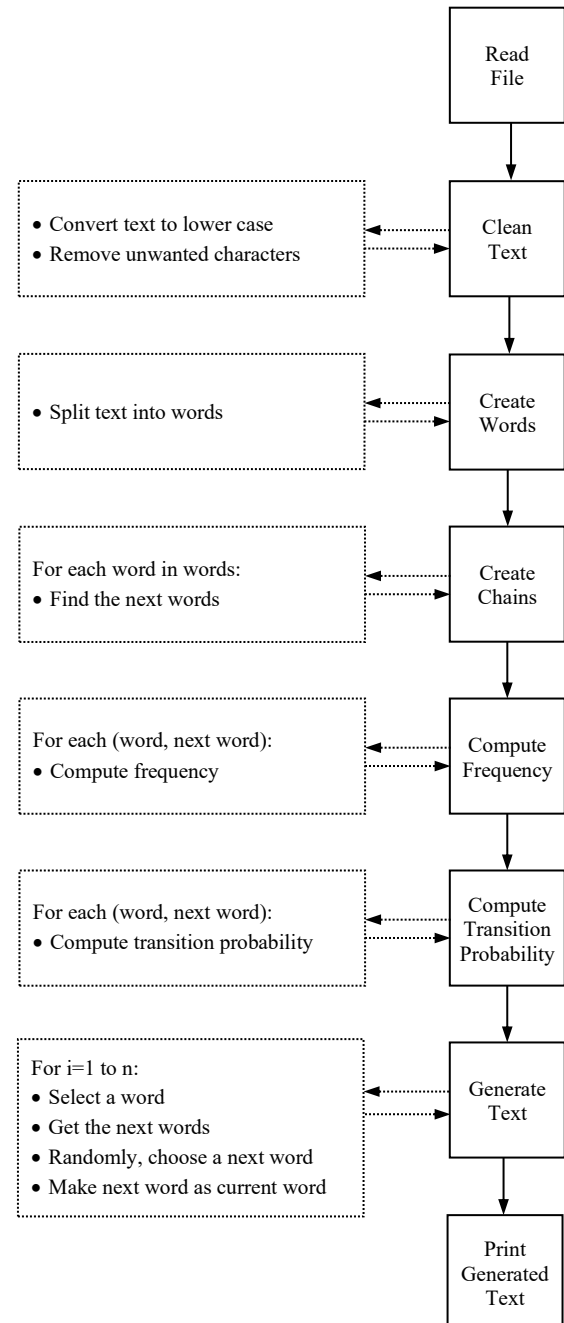 Read
File
• Convert text to lower case
• Remove unwanted characters
Clean
Text
• Split text into words
Create
Words
For each word in words:
• Find the next words
Create
Chains
For each (word, next word):
• Compute frequency
Compute
Frequency
For each (word, next word):
• Compute transition probability
Compute
Transition
Probability
For i=1 to n:
• Select a word
• Get the next words
• Randomly, choose a next word
• Make next word as current word
Generate
Text
Print
Generated
Text